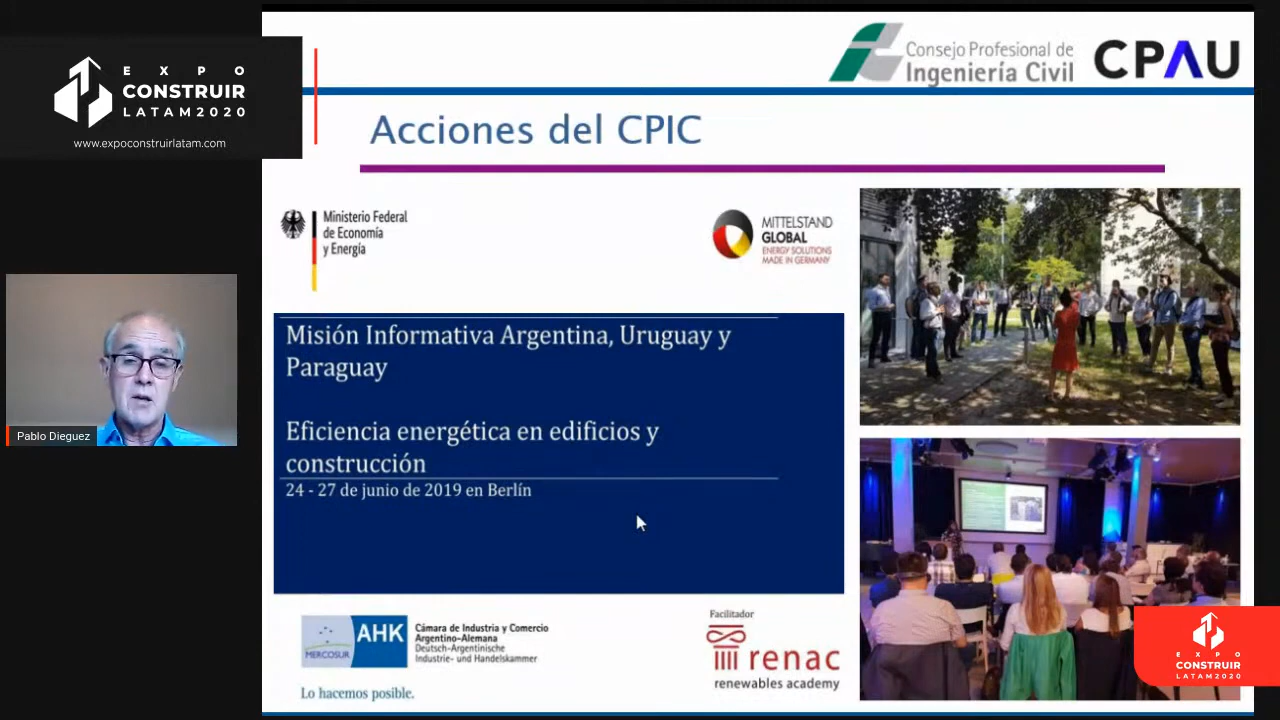 EXPO
CONSTRUIR
LATAM2020
www.expoconstruirlatam.com
Consejo Profesional de
Ingeniería Civil
CPAU
Acciones del CPIC
Ministerio Federal
de Economía
y Energía
MITTELSTAND
GLOBAL
ENERGY SOLUTIONS
MADE IN GERMANY
Misión Informativa Argentina, Uruguay y
Paraguay
Eficiencia energética en edificios y
construcción
24 - 27 de junio de 2019 en Berlín
Pablo Dieguez
MERCOSUR
AHK
Cámara de Industria y Comercio
Argentino-Alemana
Deutsch-Argentinische
Industrie- und Handelskammer
Lo hacemos posible.
Facilitador
renac
renewables academy
EXPO
CONSTRUIR
LATAM2020